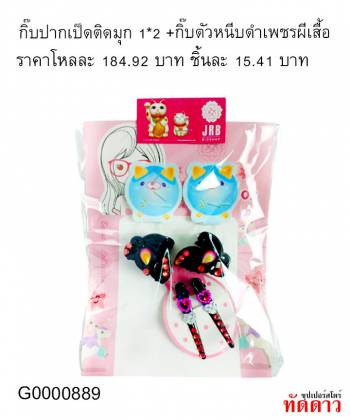 กิ๊บปากเป็ดติดมุก 1*2 +กิ๊บตัวหนีบดำเพชรผีเสื้อ
ราคาโหลละ 184.92 บาท ชิ้นละ 15.41 บาท
JRB
G0000889
ซุปเปอร์สโตร์
ทัดดาว